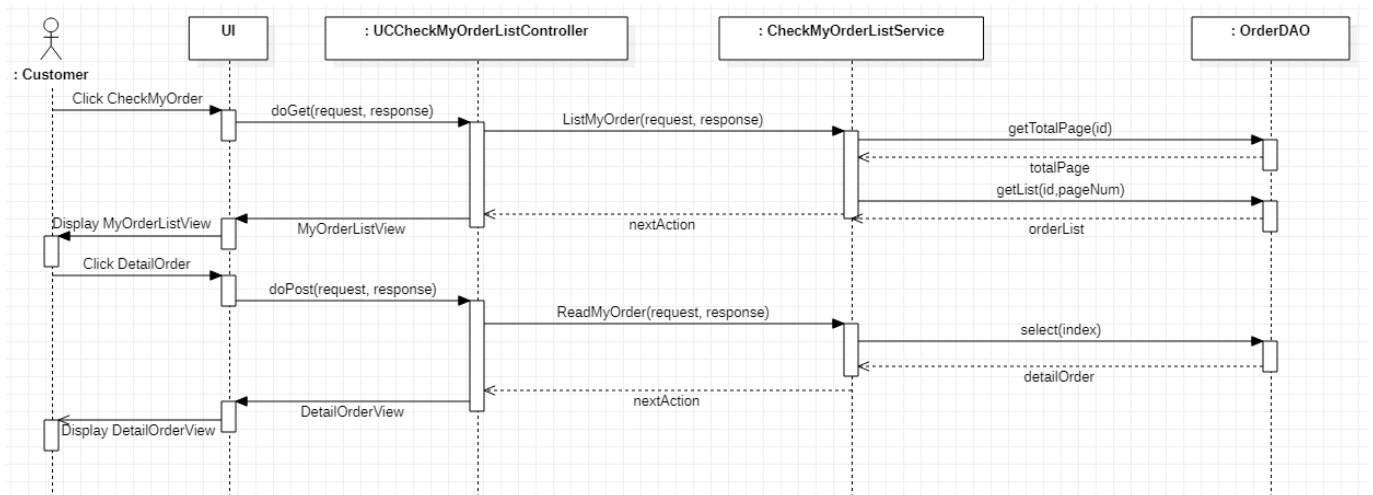 UI
: UCCheckMyOrderListController
: CheckMyOrderListService
: OrderDAO
: Customer
Click CheckMyOrder
doGet(request, response)
ListMyOrder(request, response)
getTotalPage(id)
totalPage
getList(id,pageNum)
Display MyOrderListView
MyOrderListView
nextAction
orderList
Click DetailOrder
doPost(request, response)
ReadMyOrder(request, response)
select(index)
detailOrder
nextAction
DetailOrderView
Display DetailOrderView